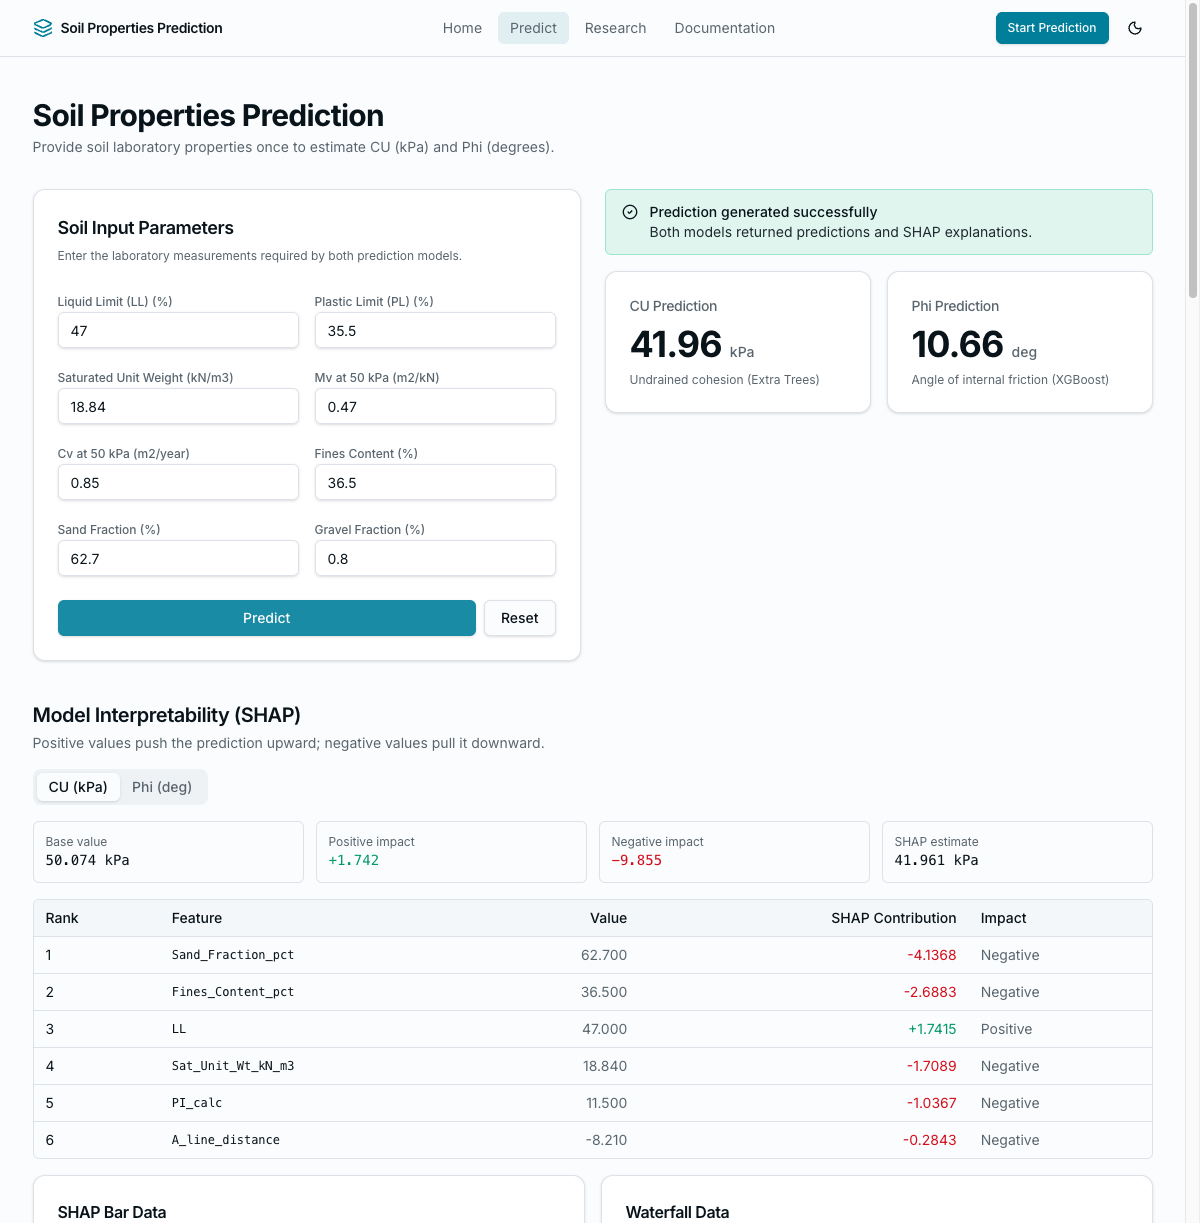 Soil Properties Prediction
Home Predict Research Documentation
Start Prediction
Soil Properties Prediction
Provide soil laboratory properties once to estimate CU (kPa) and Phi (degrees).
Soil Input Parameters
Enter the laboratory measurements required by both prediction models.
Liquid Limit (LL) (%) Plastic Limit (PL) (%)
47 35.5
Saturated Unit Weight (kN/m3) Mv at 50 kPa (m2/kN)
18.84 0.47
Cv at 50 kPa (m2/year) Fines Content (%)
0.85 36.5
Sand Fraction (%) Gravel Fraction (%)
62.7 0.8
Predict Reset
Prediction generated successfully
Both models returned predictions and SHAP explanations.
CU Prediction
41.96 kPa
Undrained cohesion (Extra Trees)
Phi Prediction
10.66 deg
Angle of internal friction (XGBoost)
Model Interpretability (SHAP)
Positive values push the prediction upward; negative values pull it downward.
CU (kPa) Phi (deg)
Base value
50.074 kPa
Positive impact
+1.742
Negative impact
−9.855
SHAP estimate
41.961 kPa
Rank Feature Value SHAP Contribution Impact
1 Sand_Fraction_pct 62.700 -4.1368 Negative
2 Fines_Content_pct 36.500 -2.6883 Negative
3 LL 47.000 +1.7415 Positive
4 Sat_Unit_Wt_kN_m3 18.840 -1.7089 Negative
5 PI_calc 11.500 -1.0367 Negative
6 A_line_distance -8.210 -0.2843 Negative
SHAP Bar Data Waterfall Data